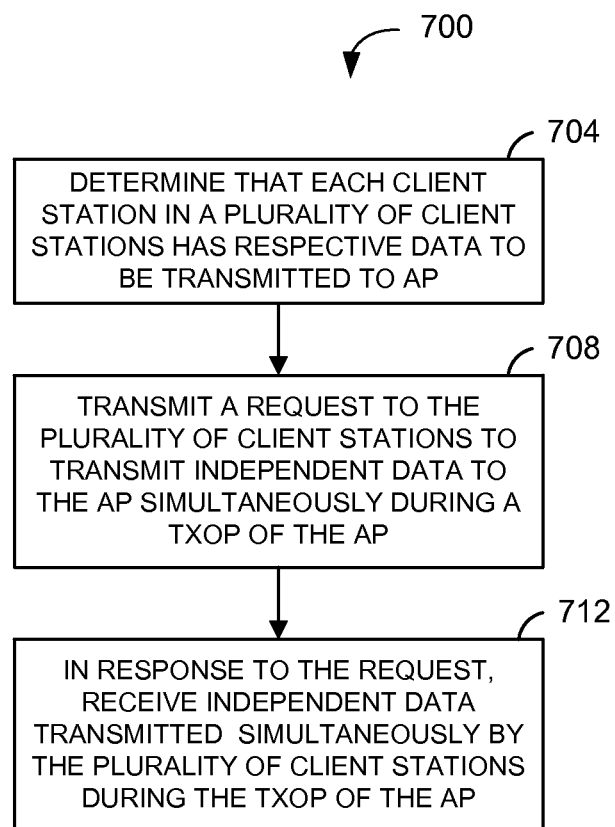 700
704
DETERMINE THAT EACH CLIENT
STATION IN A PLURALITY OF CLIENT
STATIONS HAS RESPECTIVE DATA TO
BE TRANSMITTED TO AP
708
TRANSMIT A REQUEST TO THE
PLURALITY OF CLIENT STATIONS TO
TRANSMIT INDEPENDENT DATA TO
THE AP SIMULTANEOUSLY DURING A
TXOP OF THE AP
712
IN RESPONSE TO THE REQUEST,
RECEIVE INDEPENDENT DATA
TRANSMITTED SIMULTANEOUSLY BY
THE PLURALITY OF CLIENT STATIONS
DURING THE TXOP OF THE AP